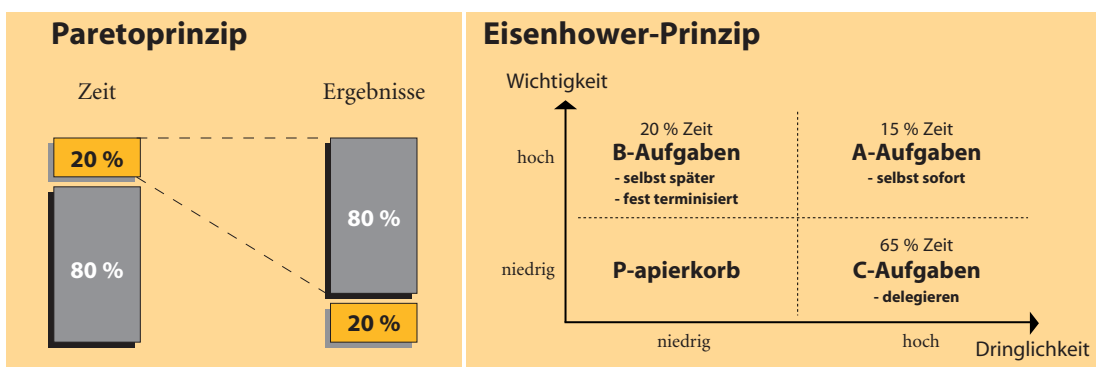 Paretoprinzip
Zeit
Ergebnisse
20 %
80 %
80 %
20 %
Eisenhower-Prinzip
Wichtigkeit
hoch
20 % Zeit
B-Aufgaben
- selbst später
- fest terminisiert
15 % Zeit
A-Aufgaben
- selbst sofort
niedrig
P-apierkorb
65 % Zeit
C-Aufgaben
- delegieren
niedrig
hoch
Dringlichkeit